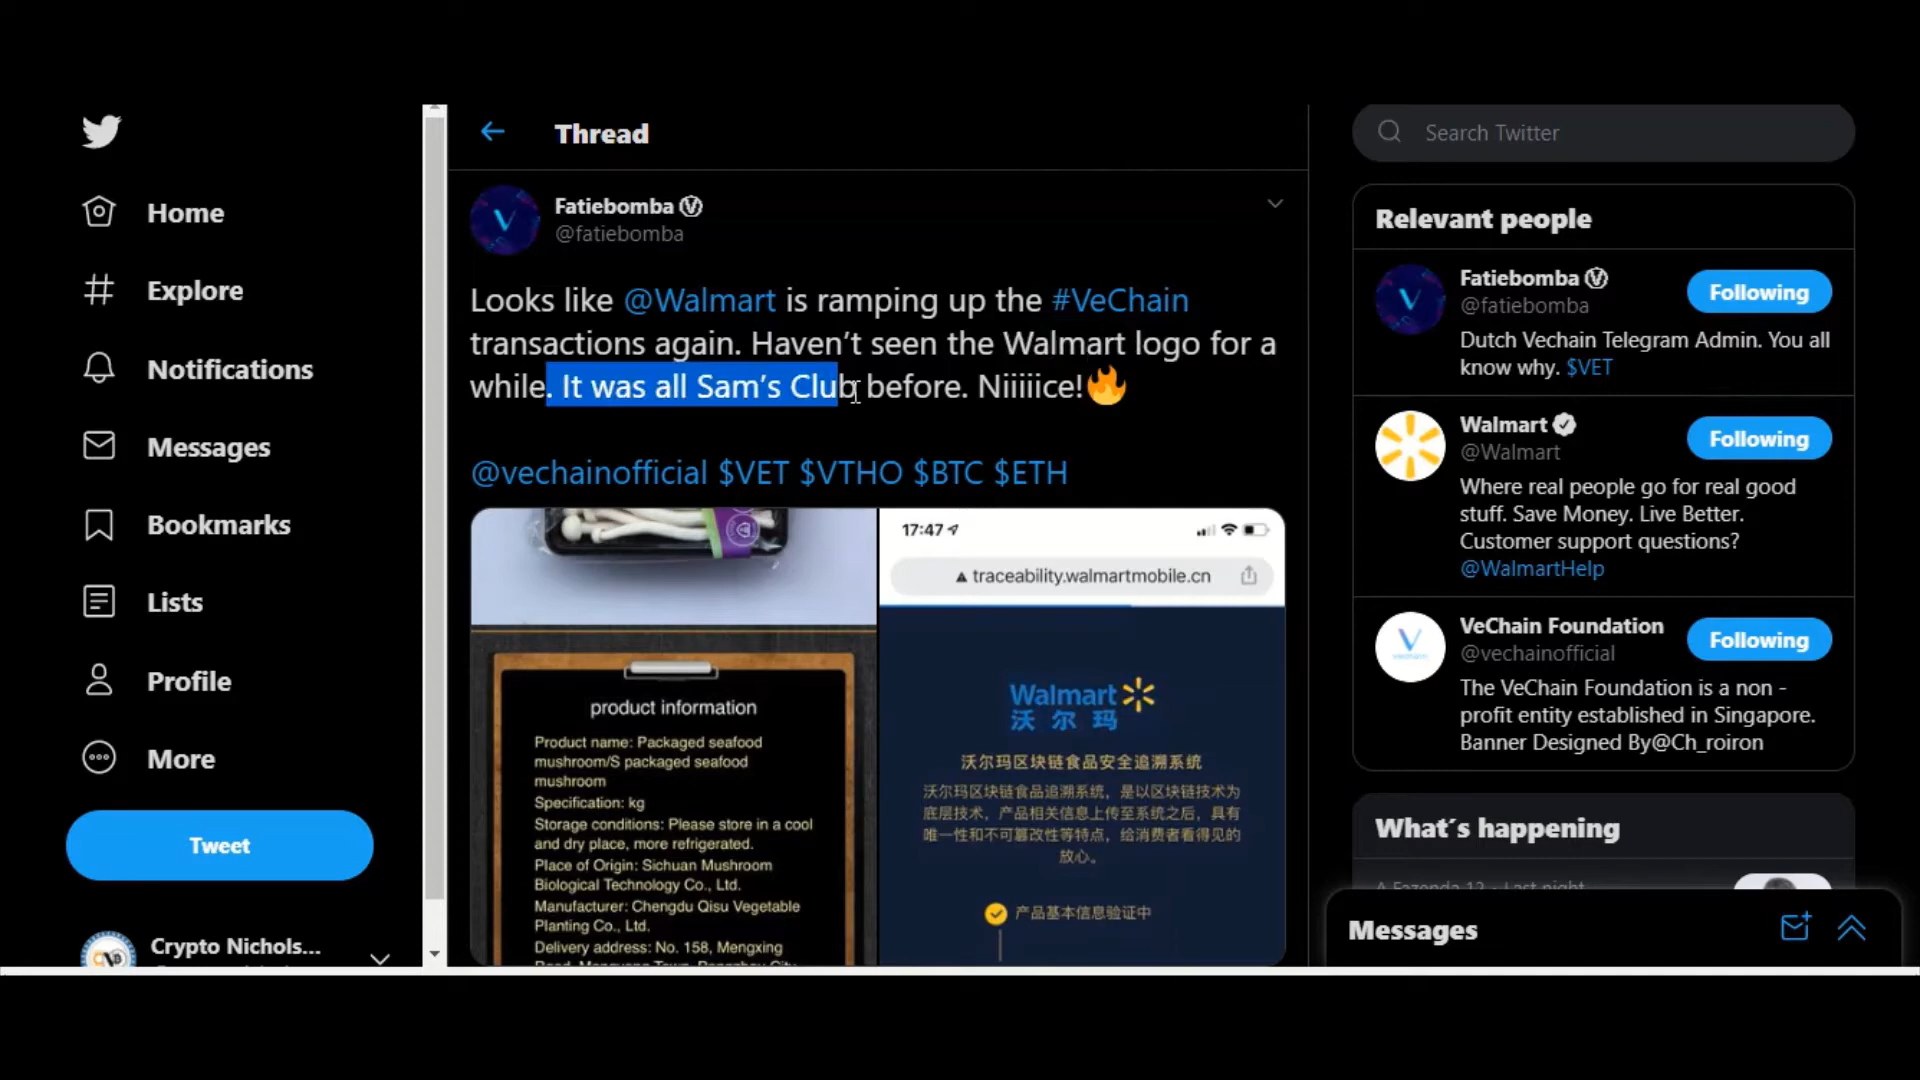 Home
Explore
Notifications
Messages
Bookmarks
Lists
Profile
More
Tweet
Crypto Nichols...
Thread
Fatiebomba
@fatiebomba
Looks like @Walmart is ramping up the #VeChain
transactions again. Haven't seen the Walmart logo for a
while. It was all Sam's Club before. Niiiiice!🔥
@vechainofficial $VET $VTHO $BTC $ETH
product information
Product name: Packaged seafood
mushroom/S packaged seafood
mushroom
Specification: kg
Storage conditions: Please store in a cool
and dry place, more refrigerated.
Place of Origin: Sichuan Mushroom
Biological Technology Co., Ltd.
Manufacturer: Chengdu Qisu Vegetable
Planting Co., Ltd.
Delivery address: No. 158, Mengxing
17:47
traceability.walmartmobile.cn
Walmart
沃尔玛
沃尔玛区块链食品安全追溯系统
沃尔玛区块链食品追溯系统，是以区块链技术为
底层技术，产品相关信息上传至系统之后，具有
唯一性和不可篡改性等特点，给消费者看得见的
放心。
产品基本信息验证中
Search Twitter
Relevant people
Fatiebomba
@fatiebomba
Following
Dutch Vechain Telegram Admin. You all
know why. $VET
Walmart
@Walmart
Following
Where real people go for real good
stuff. Save Money. Live Better.
Customer support questions?
@WalmartHelp
VeChain Foundation
@vechainofficial
Following
The VeChain Foundation is a non -
profit entity established in Singapore.
Banner Designed By@Ch_roiron
What´s happening
A Fazenda 12 · Last night
Messages